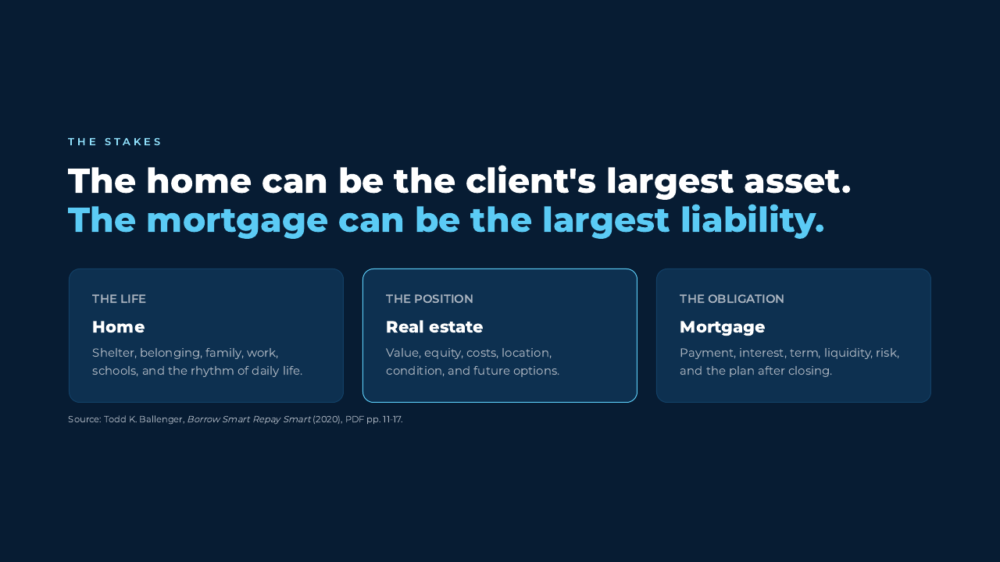 THE STAKES
The home can be the client's largest asset.
The mortgage can be the largest liability.
THE LIFE
Home
Shelter, belonging, family, work,
schools, and the rhythm of daily life.
THE POSITION
Real estate
Value, equity, costs, location,
condition, and future options.
THE OBLIGATION
Mortgage
Payment, interest, term, liquidity, risk,
and the plan after closing.
Source: Todd K. Ballenger, Borrow Smart Repay Smart (2020), PDF pp. 11-17.